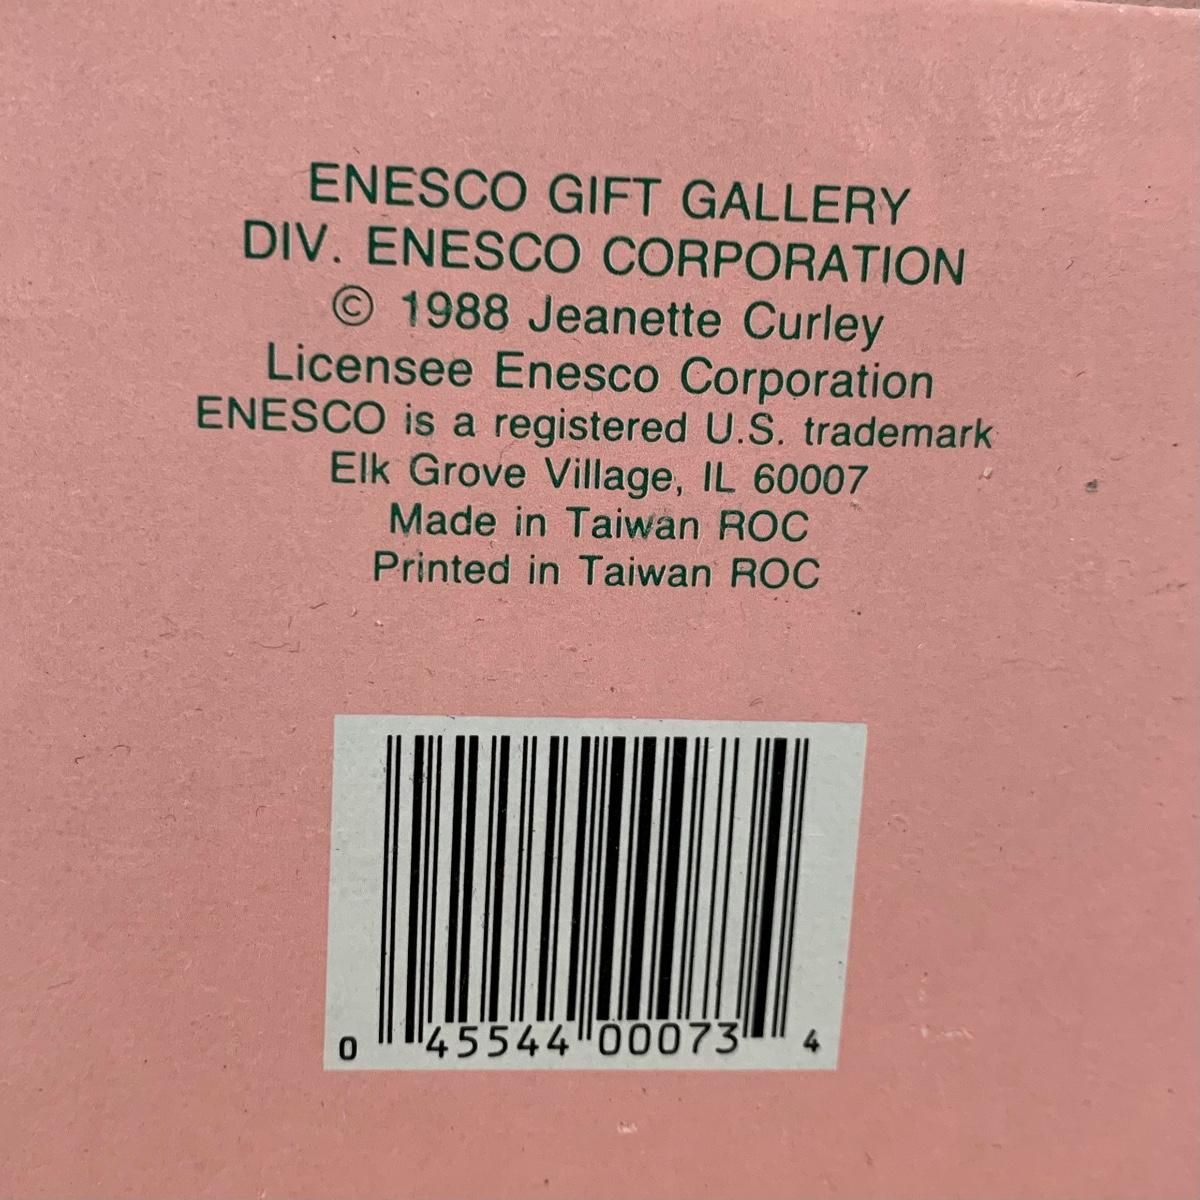 ENESCO GIFT GALLERY
DIV. ENESCO CORPORATION
© 1988 Jeanette Curley
Licensee Enesco Corporation
ENESCO is a registered U.S. trademark
Elk Grove Village, IL 60007
Made in Taiwan ROC
Printed in Taiwan ROC
0 45544 00073 4